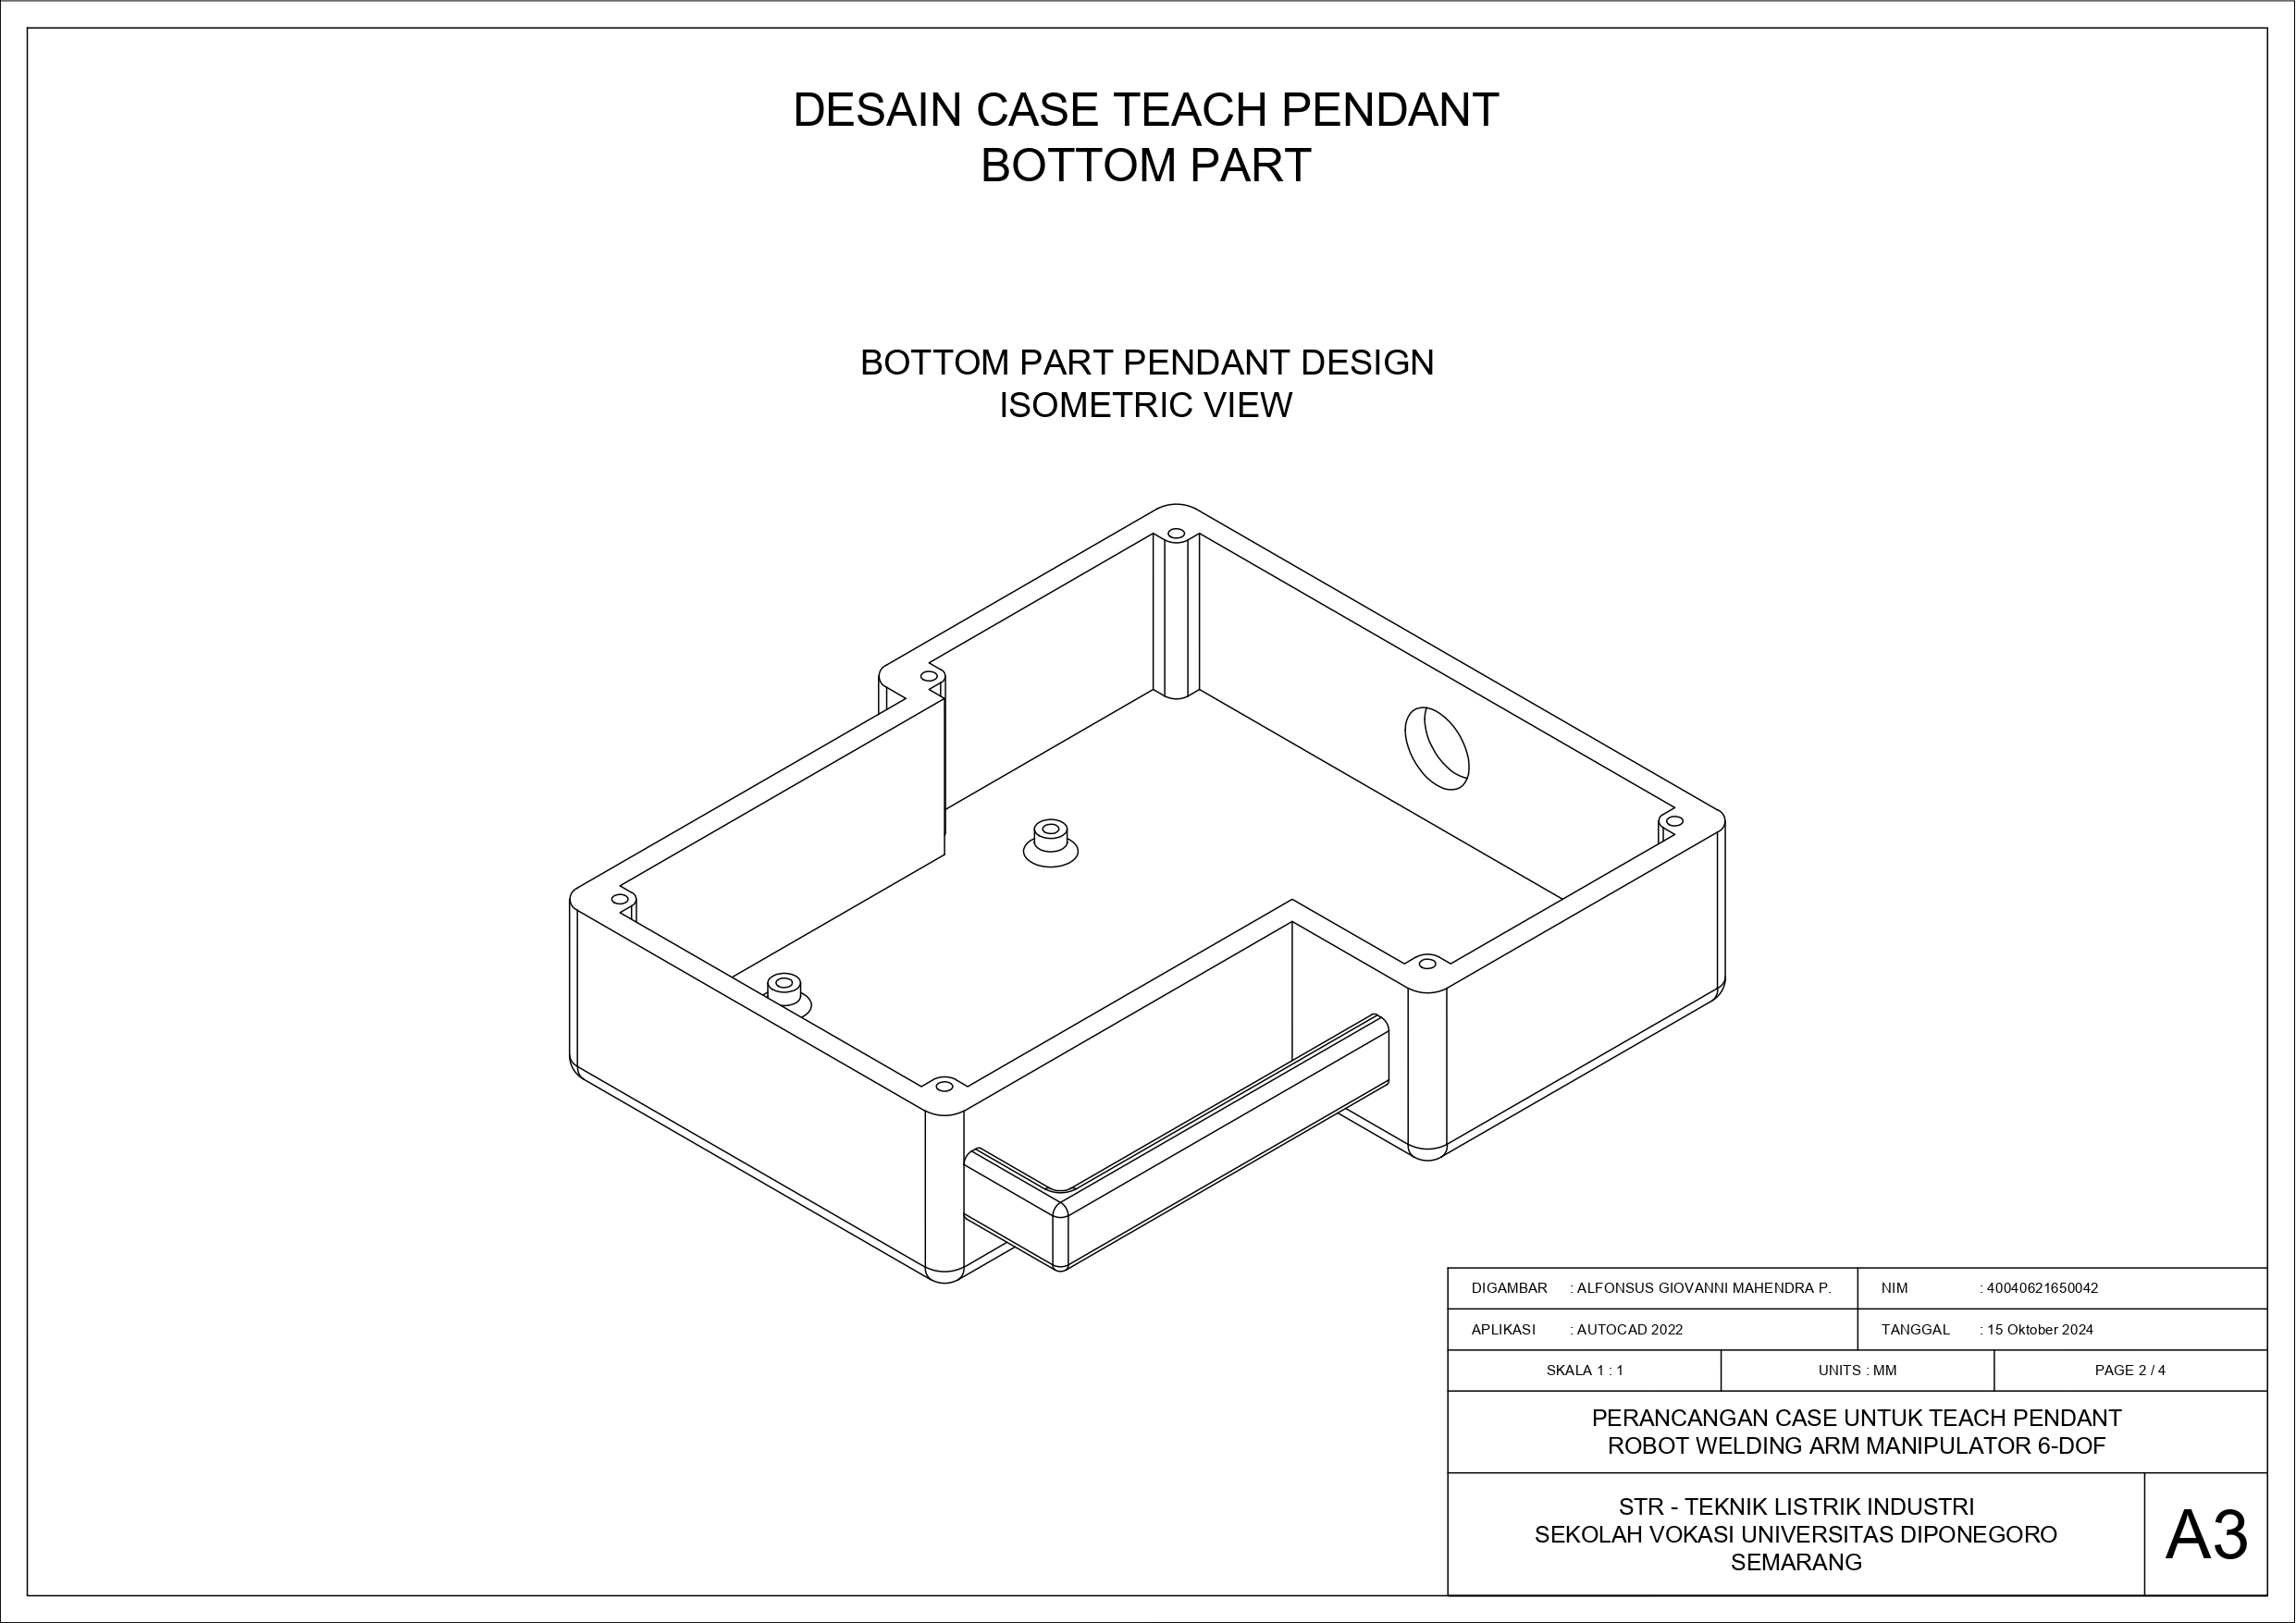 DESAIN CASE TEACH PENDANT
BOTTOM PART
BOTTOM PART PENDANT DESIGN
ISOMETRIC VIEW
DIGAMBAR : ALFONSUS GIOVANNI MAHENDRA P. NIM : 40040621650042
APLIKASI : AUTOCAD 2022 TANGGAL : 15 Oktober 2024
SKALA 1 : 1 UNITS : MM PAGE 2 / 4
PERANCANGAN CASE UNTUK TEACH PENDANT
ROBOT WELDING ARM MANIPULATOR 6-DOF
STR - TEKNIK LISTRIK INDUSTRI
SEKOLAH VOKASI UNIVERSITAS DIPONEGORO
SEMARANG
A3